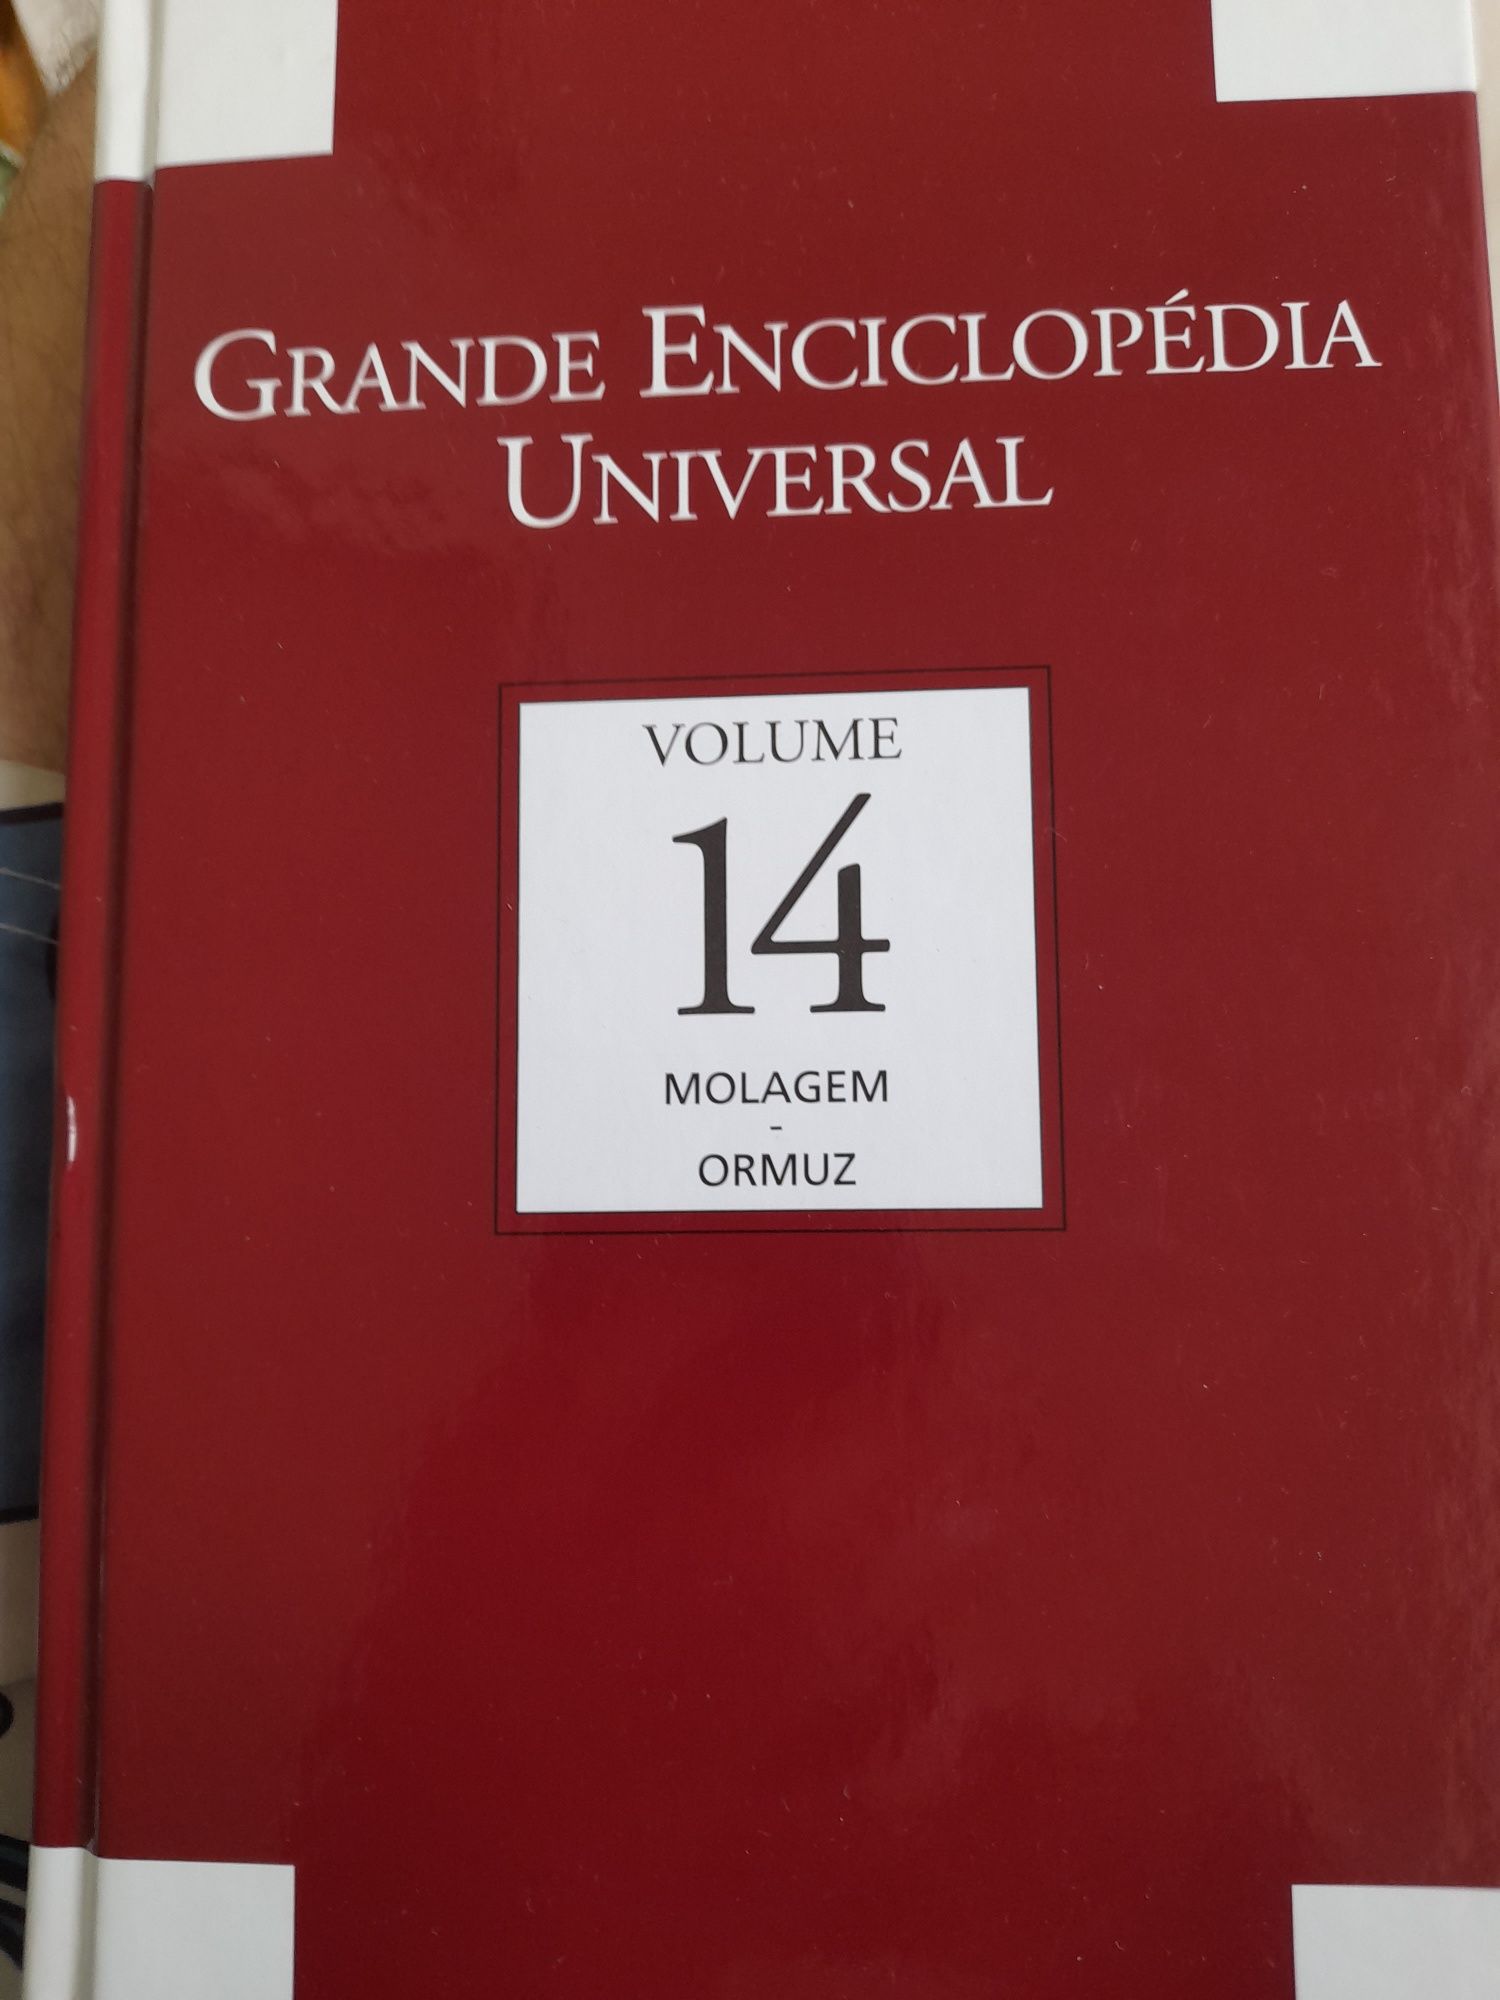 GRANDE ENCICLOPÉDIA
UNIVERSAL
VOLUME
14
MOLAGEM
-
ORMUZ